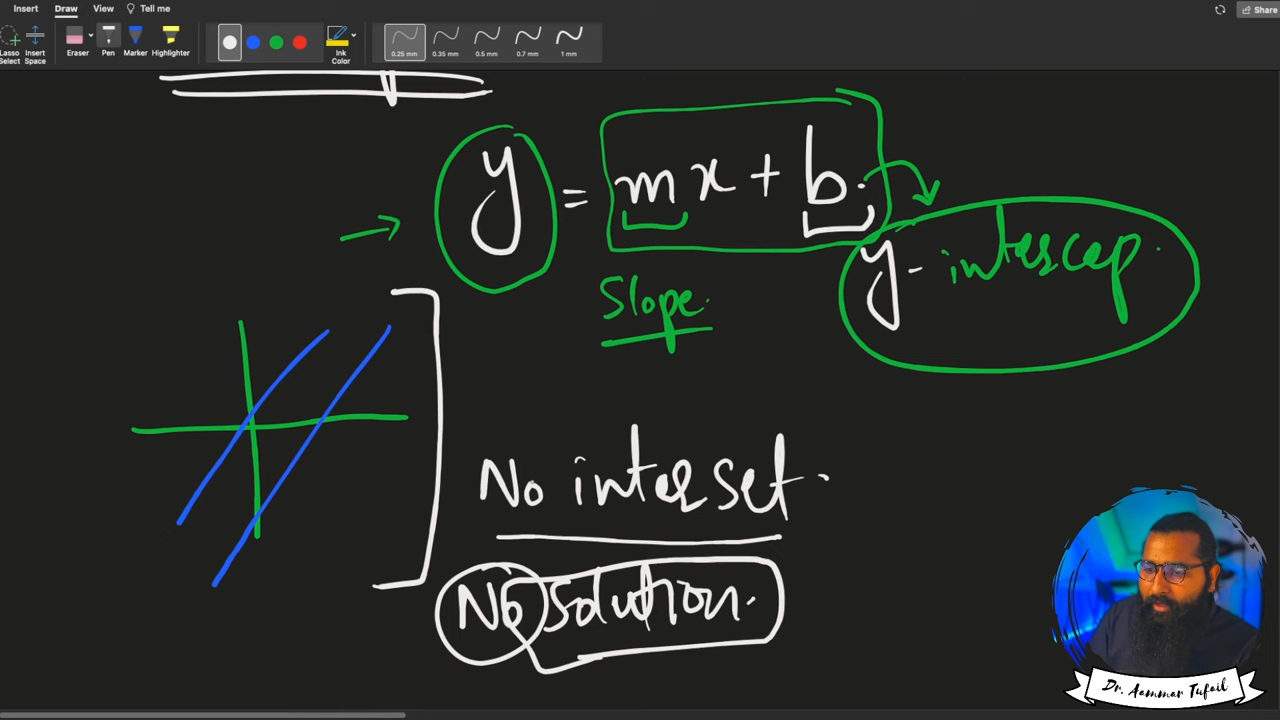 Insert Draw View Tell me
Share
Lasso Select Insert Space Eraser Pen Marker Highlighter Ink Color 0.25 mm 0.35 mm 0.5 mm 0.7 mm 1 mm
y = mx + b.
y-intercep.
Slope.
No interset.
No Solution.
Dr. Aammar Tufail